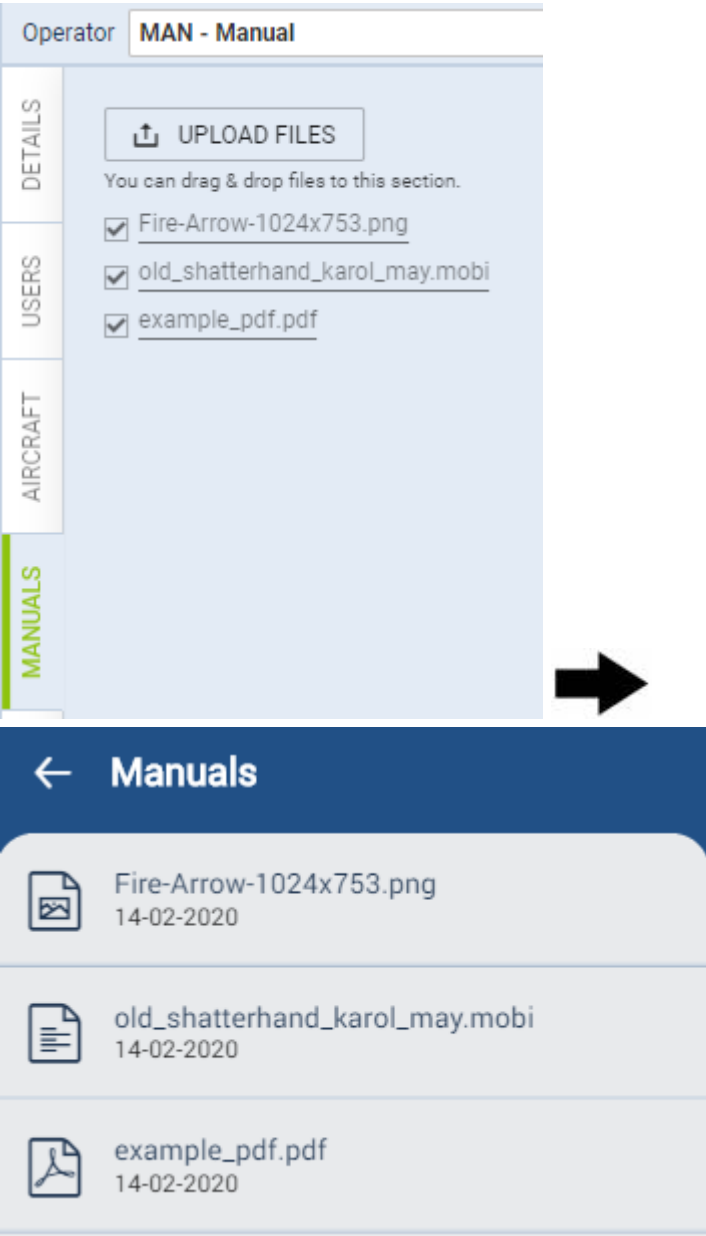 Operator MAN - Manual
DETAILS
USERS
AIRCRAFT
MANUALS
UPLOAD FILES
You can drag & drop files to this section.
Fire-Arrow-1024x753.png
old_shatterhand_karol_may.mobi
example_pdf.pdf
Manuals
Fire-Arrow-1024x753.png
14-02-2020
old_shatterhand_karol_may.mobi
14-02-2020
example_pdf.pdf
14-02-2020